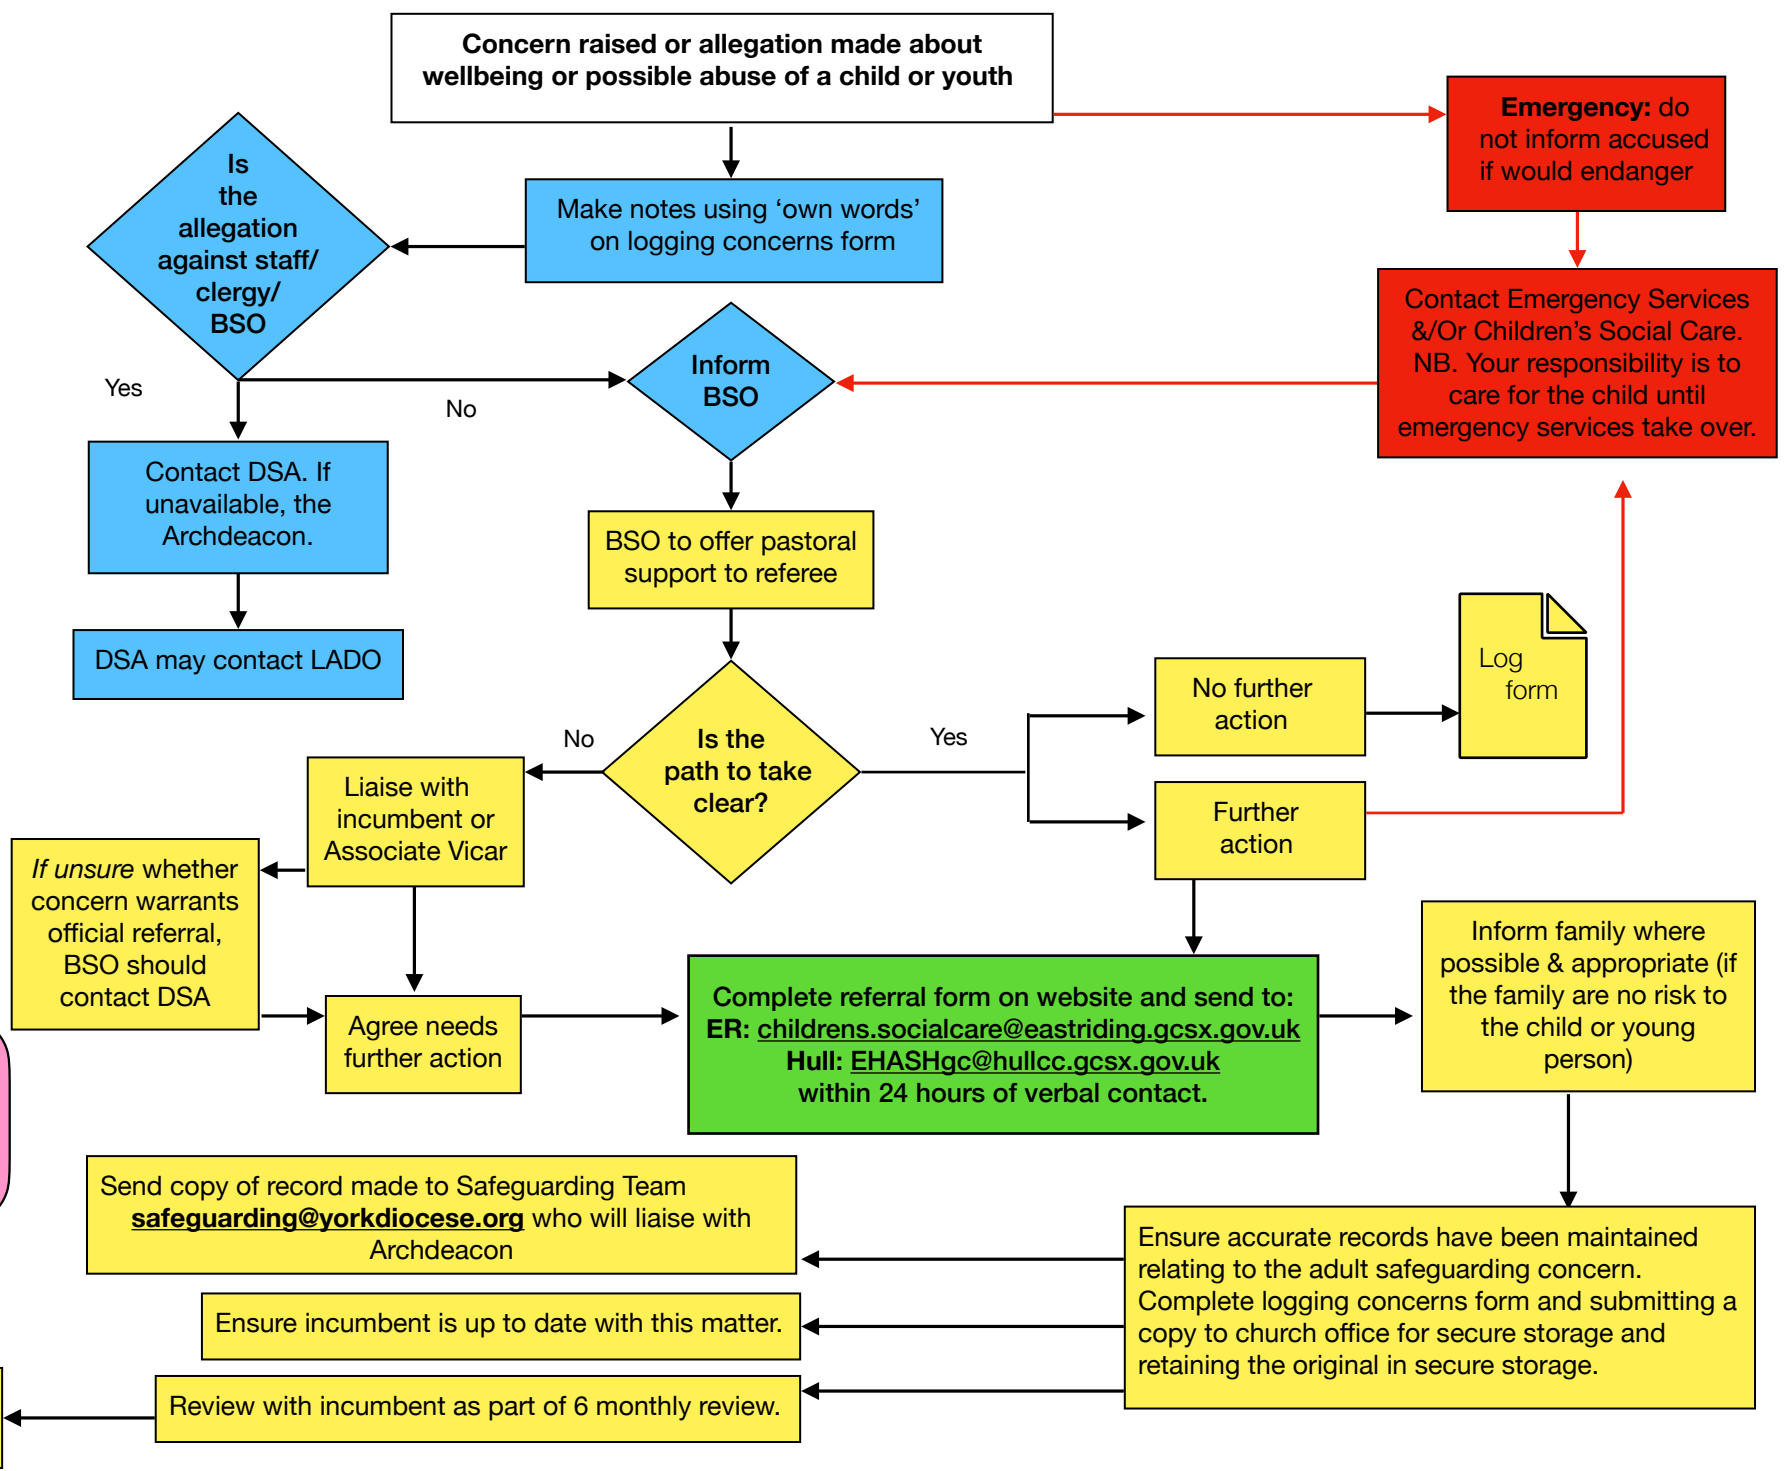 Concern raised or allegation made about
wellbeing or possible abuse of a child or youth
Emergency: do
not inform accused
if would endanger
Is
the
allegation
against staff/
clergy/
BSO
Make notes using ‘own words’
on logging concerns form
Contact Emergency Services
&/Or Children’s Social Care.
NB. Your responsibility is to
care for the child until
emergency services take over.
Inform
BSO
Yes
No
Contact DSA. If
unavailable, the
Archdeacon.
BSO to offer pastoral
support to referee
DSA may contact LADO
Log
form
No further
action
No
Is the
path to take
clear?
Yes
Liaise with
incumbent or
Associate Vicar
Further
action
If unsure whether
concern warrants
official referral,
BSO should
contact DSA
Agree needs
further action
Complete referral form on website and send to:
ER: childrens.socialcare@eastriding.gcsx.gov.uk
Hull: EHASHgc@hullcc.gcsx.gov.uk
within 24 hours of verbal contact.
Inform family where
possible & appropriate (if
the family are no risk to
the child or young
person)
Send copy of record made to Safeguarding Team
safeguarding@yorkdiocese.org who will liaise with
Archdeacon
Ensure accurate records have been maintained
relating to the adult safeguarding concern.
Complete logging concerns form and submitting a
copy to church office for secure storage and
retaining the original in secure storage.
Ensure incumbent is up to date with this matter.
Review with incumbent as part of 6 monthly review.